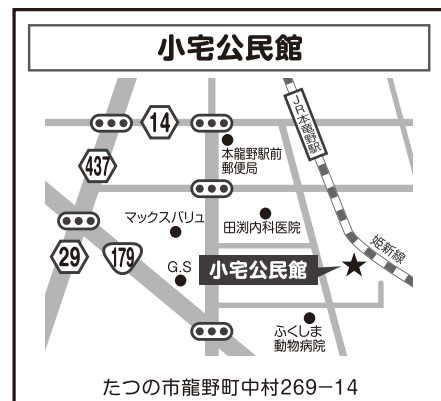 小宅公民館
14
JR本竜野駅
437
本龍野駅前
郵便局
マックスバリュ
田渕内科医院
姫新線
29
179
G.S
小宅公民館
ふくしま
動物病院
たつの市龍野町中村269−14